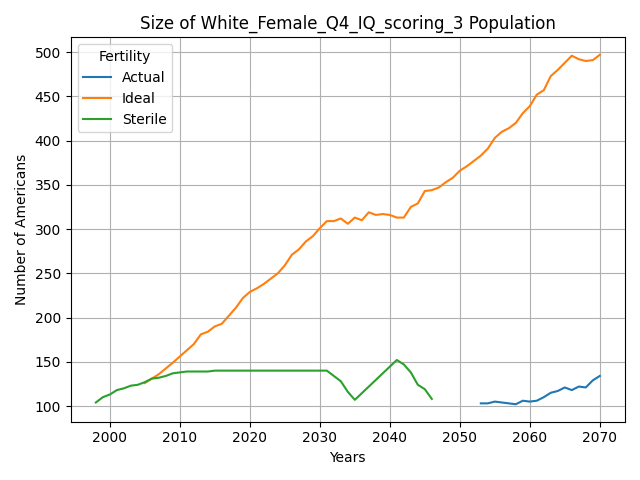 Size of White_Female_Q4_IQ_scoring_3 Population
Fertility
Actual
Ideal
Sterile
Number of Americans
500
450
400
350
300
250
200
150
100
2000 2010 2020 2030 2040 2050 2060 2070
Years